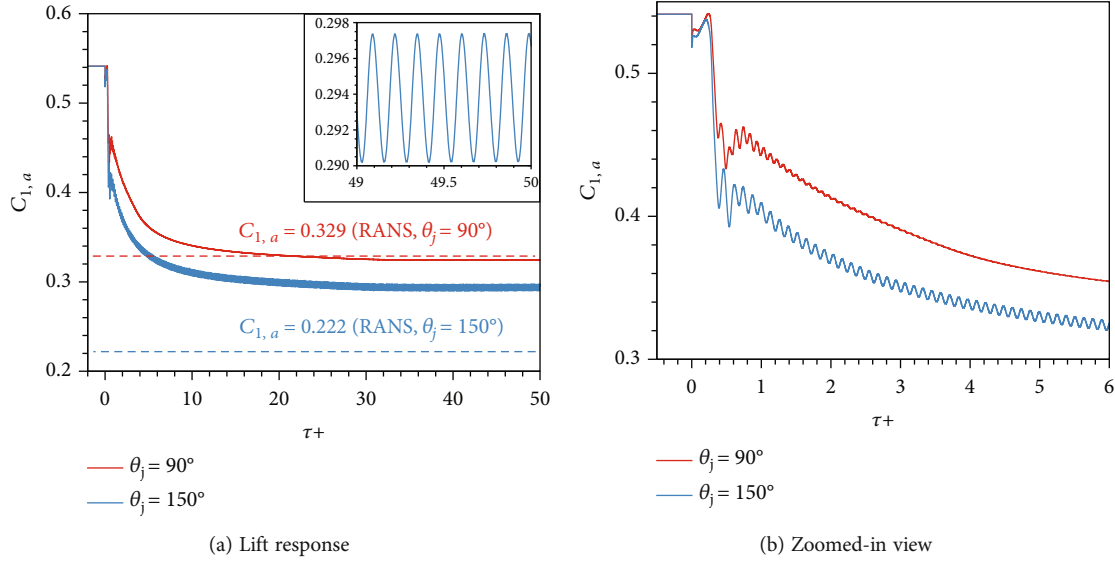 0.6
0.5
0.4
0.3
0.2
C1, a
0
10
20
30
40
50
τ+
0.298
0.296
0.294
0.292
0.290
49
49.5
50
C1, a = 0.329 (RANS, θj = 90°)
C1, a = 0.222 (RANS, θj = 150°)
θj = 90°
θj = 150°
(a) Lift response
0.5
0.4
0.3
C1, a
0
1
2
3
4
5
6
τ+
θj = 90°
θj = 150°
(b) Zoomed-in view